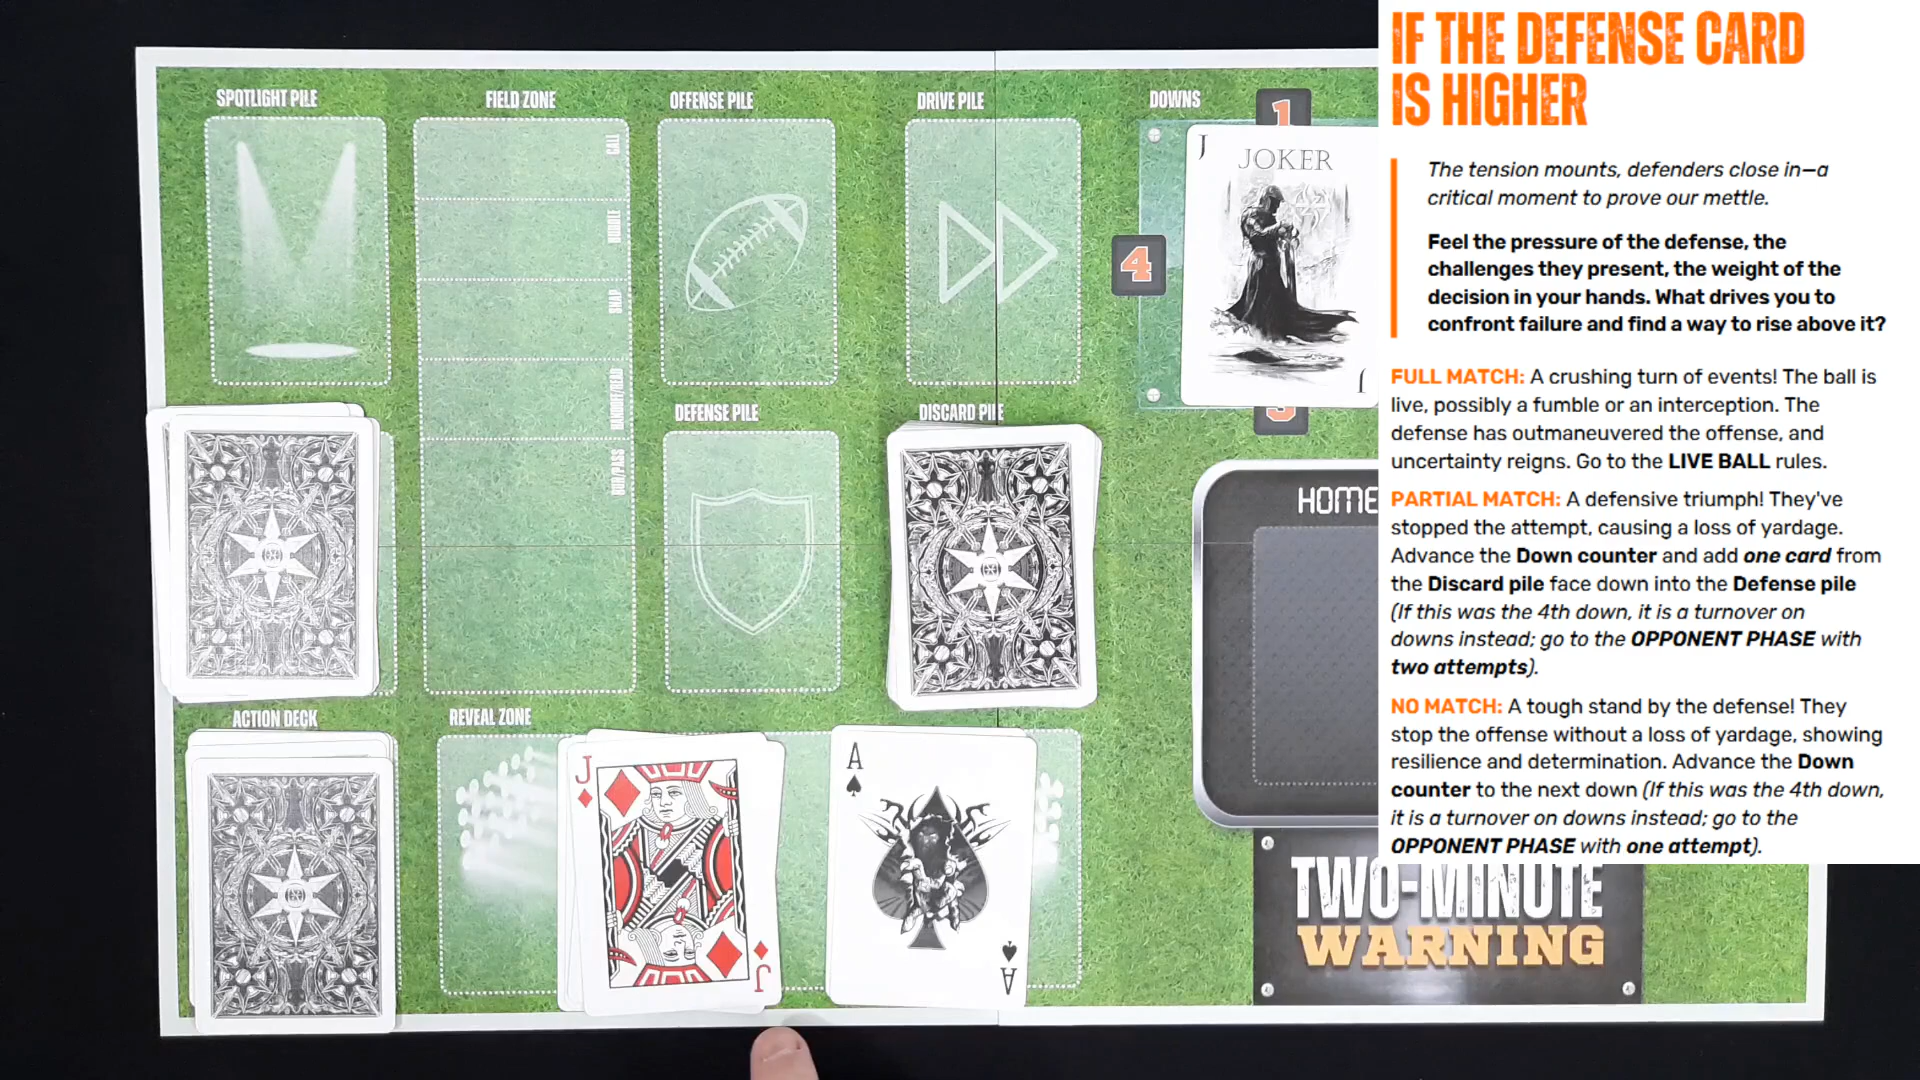 SPOTLIGHT PILE
FIELD ZONE
CALL
HUDDLE
SNAP
RUN/PASS
OFFENSE PILE
DRIVE PILE
DOWNS
1
4
J
JOKER
J
DEFENSE PILE
DISCARD PILE
HOME
ACTION DECK
REVEAL ZONE
J
J
A
A
TWO-MINUTE
WARNING
IF THE DEFENSE CARD
IS HIGHER
The tension mounts, defenders close in—a
critical moment to prove our mettle.
Feel the pressure of the defense, the
challenges they present, the weight of the
decision in your hands. What drives you to
confront failure and find a way to rise above it?
FULL MATCH: A crushing turn of events! The ball is
live, possibly a fumble or an interception. The
defense has outmaneuvered the offense, and
uncertainty reigns. Go to the LIVE BALL rules.
PARTIAL MATCH: A defensive triumph! They've
stopped the attempt, causing a loss of yardage.
Advance the Down counter and add one card from
the Discard pile face down into the Defense pile
(If this was the 4th down, it is a turnover on
downs instead; go to the OPPONENT PHASE with
two attempts).
NO MATCH: A tough stand by the defense! They
stop the offense without a loss of yardage, showing
resilience and determination. Advance the Down
counter to the next down (If this was the 4th down,
it is a turnover on downs instead; go to the
OPPONENT PHASE with one attempt).